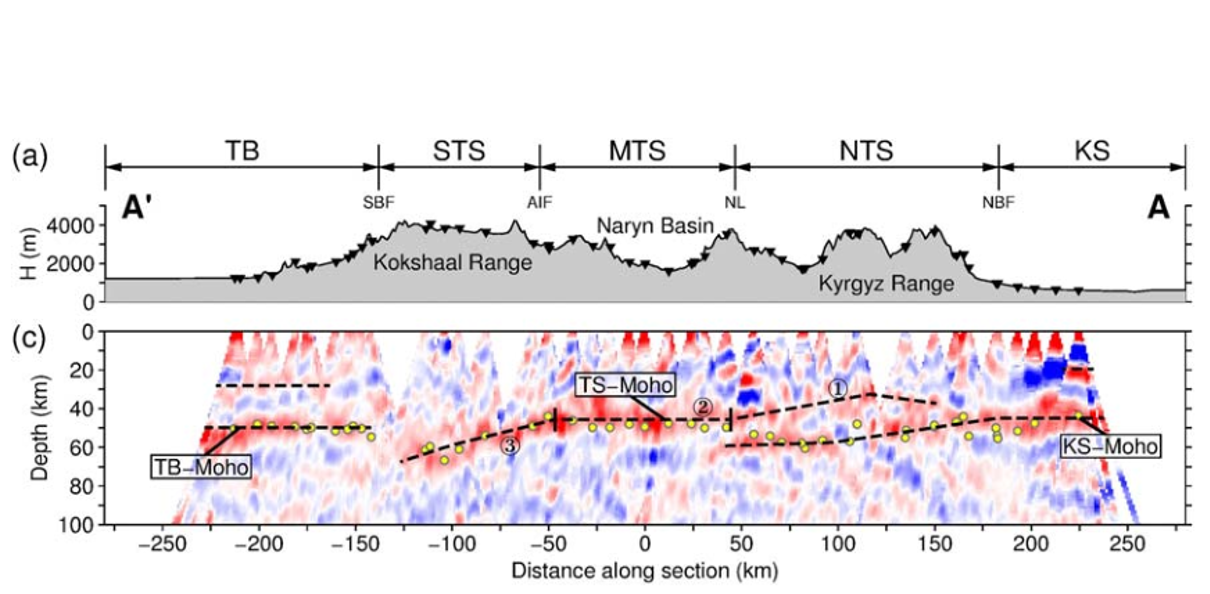 (a)
TB STS MTS NTS KS
SBF AIF NL NBF
A' A
H (m)
4000
2000
0
Naryn Basin
Kokshaal Range
Kyrgyz Range
(c)
Depth (km)
0
20
40
60
80
100
TS−Moho
①
②
③
TB−Moho
KS−Moho
−250 −200 −150 −100 −50 0 50 100 150 200 250
Distance along section (km)